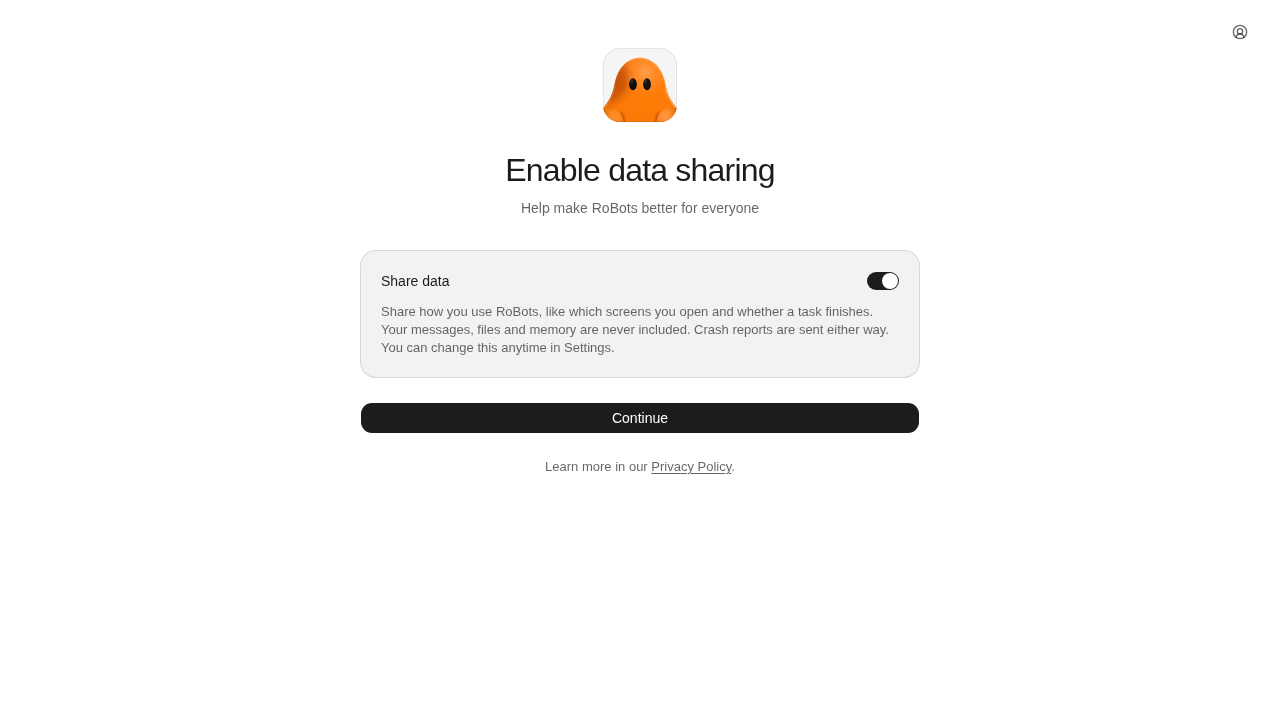 Enable data sharing
Help make RoBots better for everyone
Share data
Share how you use RoBots, like which screens you open and whether a task finishes.
Your messages, files and memory are never included. Crash reports are sent either way.
You can change this anytime in Settings.
Continue
Learn more in our Privacy Policy.